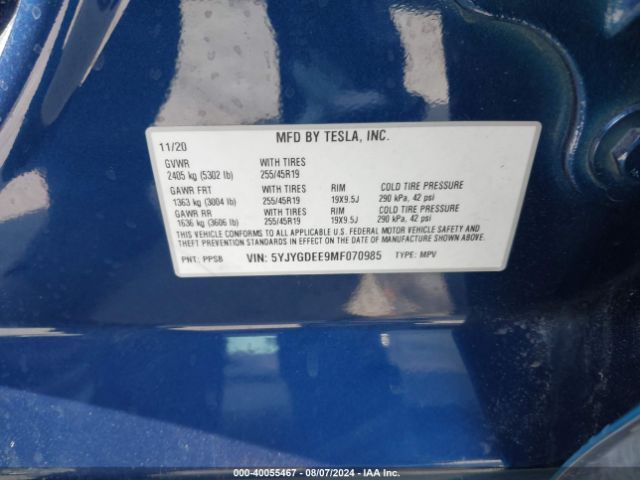 MFD BY TESLA, INC.
11/20
GVWR WITH TIRES
2405 kg (5302 lb) 255/45R19
GAWR FRT WITH TIRES RIM COLD TIRE PRESSURE
1363 kg (3004 lb) 255/45R19 19X9.5J 290 kPa, 42 psi
GAWR RR WITH TIRES RIM COLD TIRE PRESSURE
1636 kg (3606 lb) 255/45R19 19X9.5J 290 kPa, 42 psi
THIS VEHICLE CONFORMS TO ALL APPLICABLE U.S. FEDERAL MOTOR VEHICLE SAFETY AND
THEFT PREVENTION STANDARDS IN EFFECT ON THE DATE OF MANUFACTURE SHOWN ABOVE.
PNT: PPSB VIN: 5YJYGDEE9MF070985 TYPE: MPV
00-40055467 - 08/07/2024 - IAA Inc.